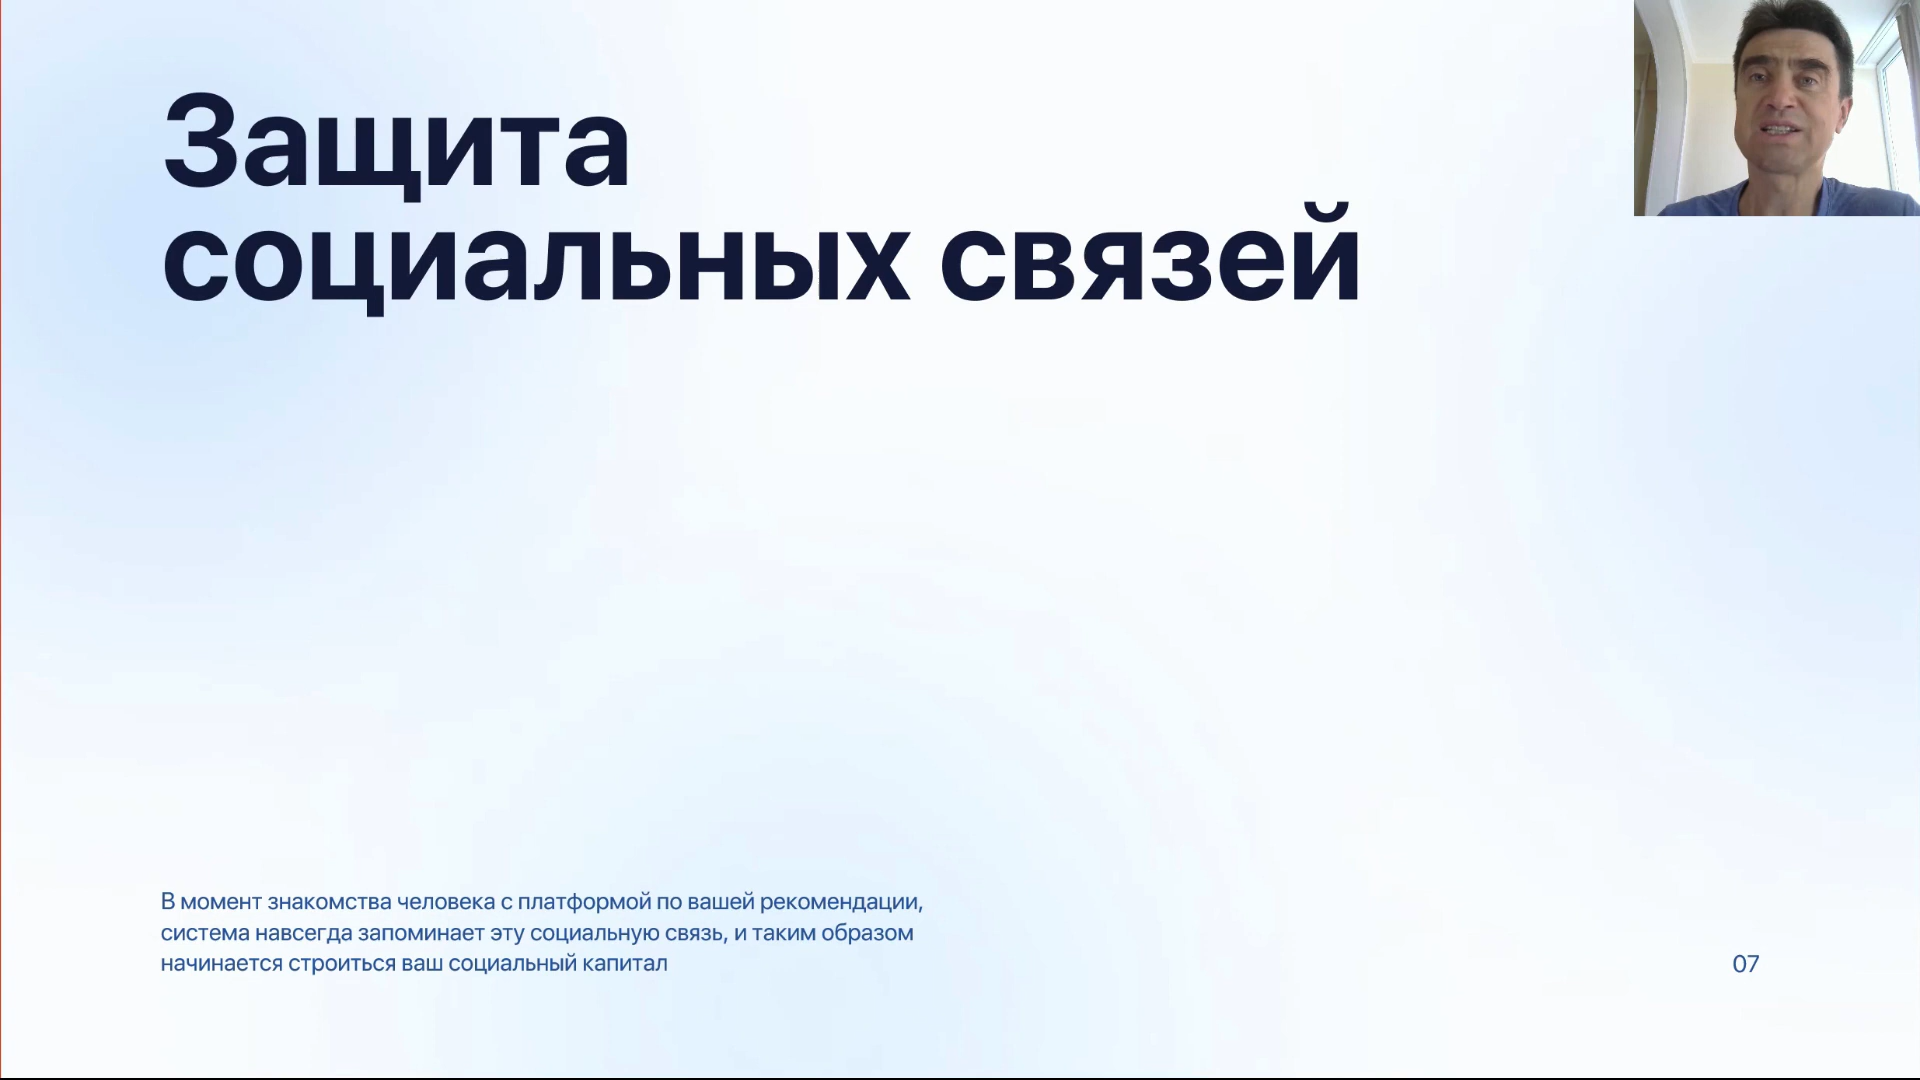 Защита
социальных связей
В момент знакомства человека с платформой по вашей рекомендации,
система навсегда запоминает эту социальную связь, и таким образом
начинается строиться ваш социальный капитал
07